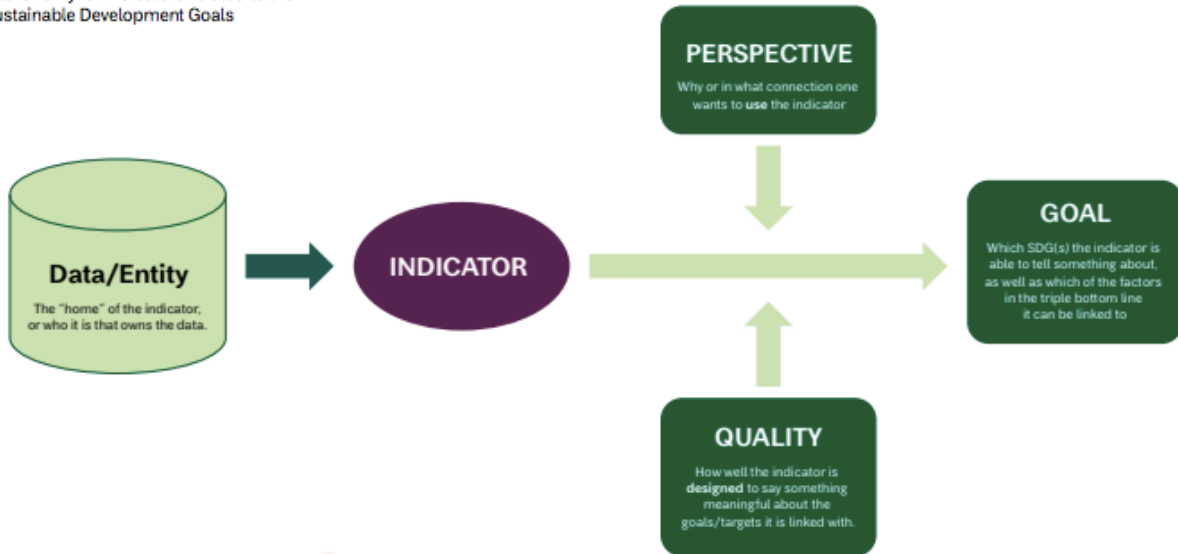 ustainable Development Goals
PERSPECTIVE
Why or in what connection one
wants to use the indicator
Data/Entity
The "home" of the indicator,
or who it is that owns the data.
INDICATOR
GOAL
Which SDG(s) the indicator is
able to tell something about,
as well as which of the factors
in the triple bottom line
it can be linked to
QUALITY
How well the indicator is
designed to say something
meaningful about the
goals/targets it is linked with.